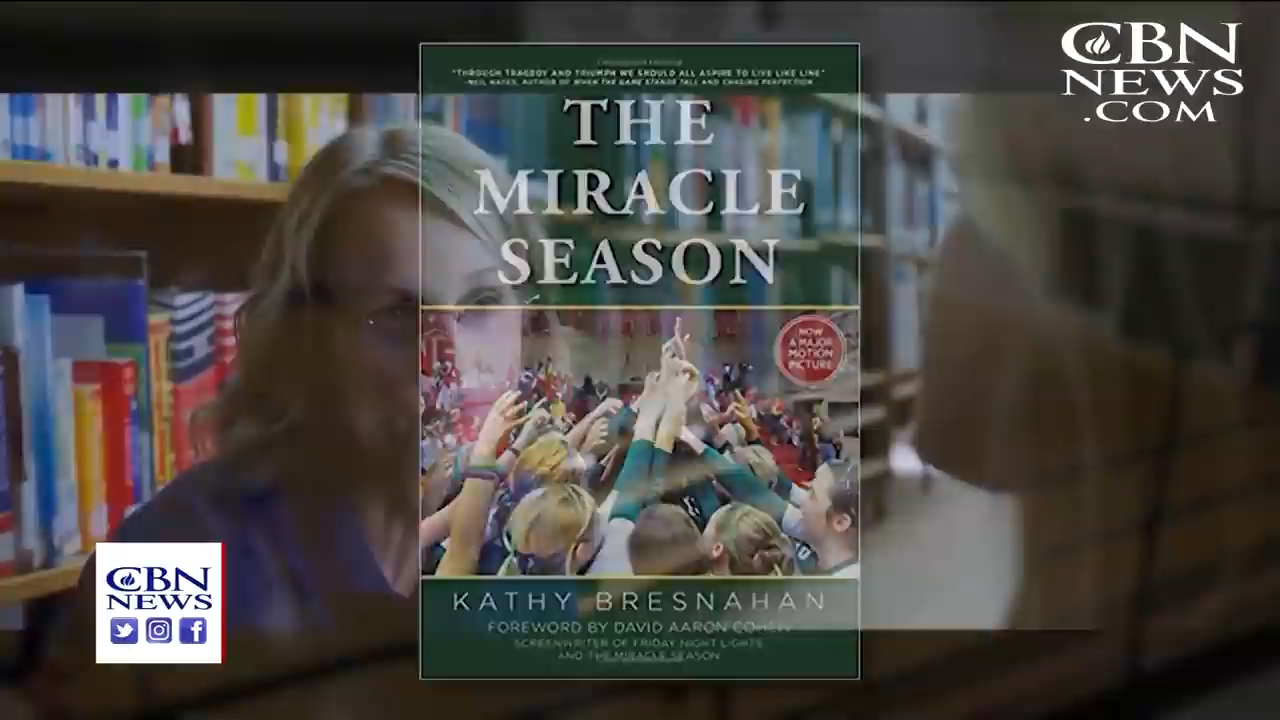 CBN
NEWS
.COM
"THROUGH TRAGEDY AND TRIUMPH WE SHOULD ALL ASPIRE TO LIVE LIKE LINE"
THE
MIRACLE
SEASON
NOW
A MAJOR
MOTION
PICTURE
KATHY BRESNAHAN
FOREWORD BY DAVID AARON COHEN
SCREENWRITER OF FRIDAY NIGHT LIGHTS
AND THE MIRACLE SEASON
CBN
NEWS